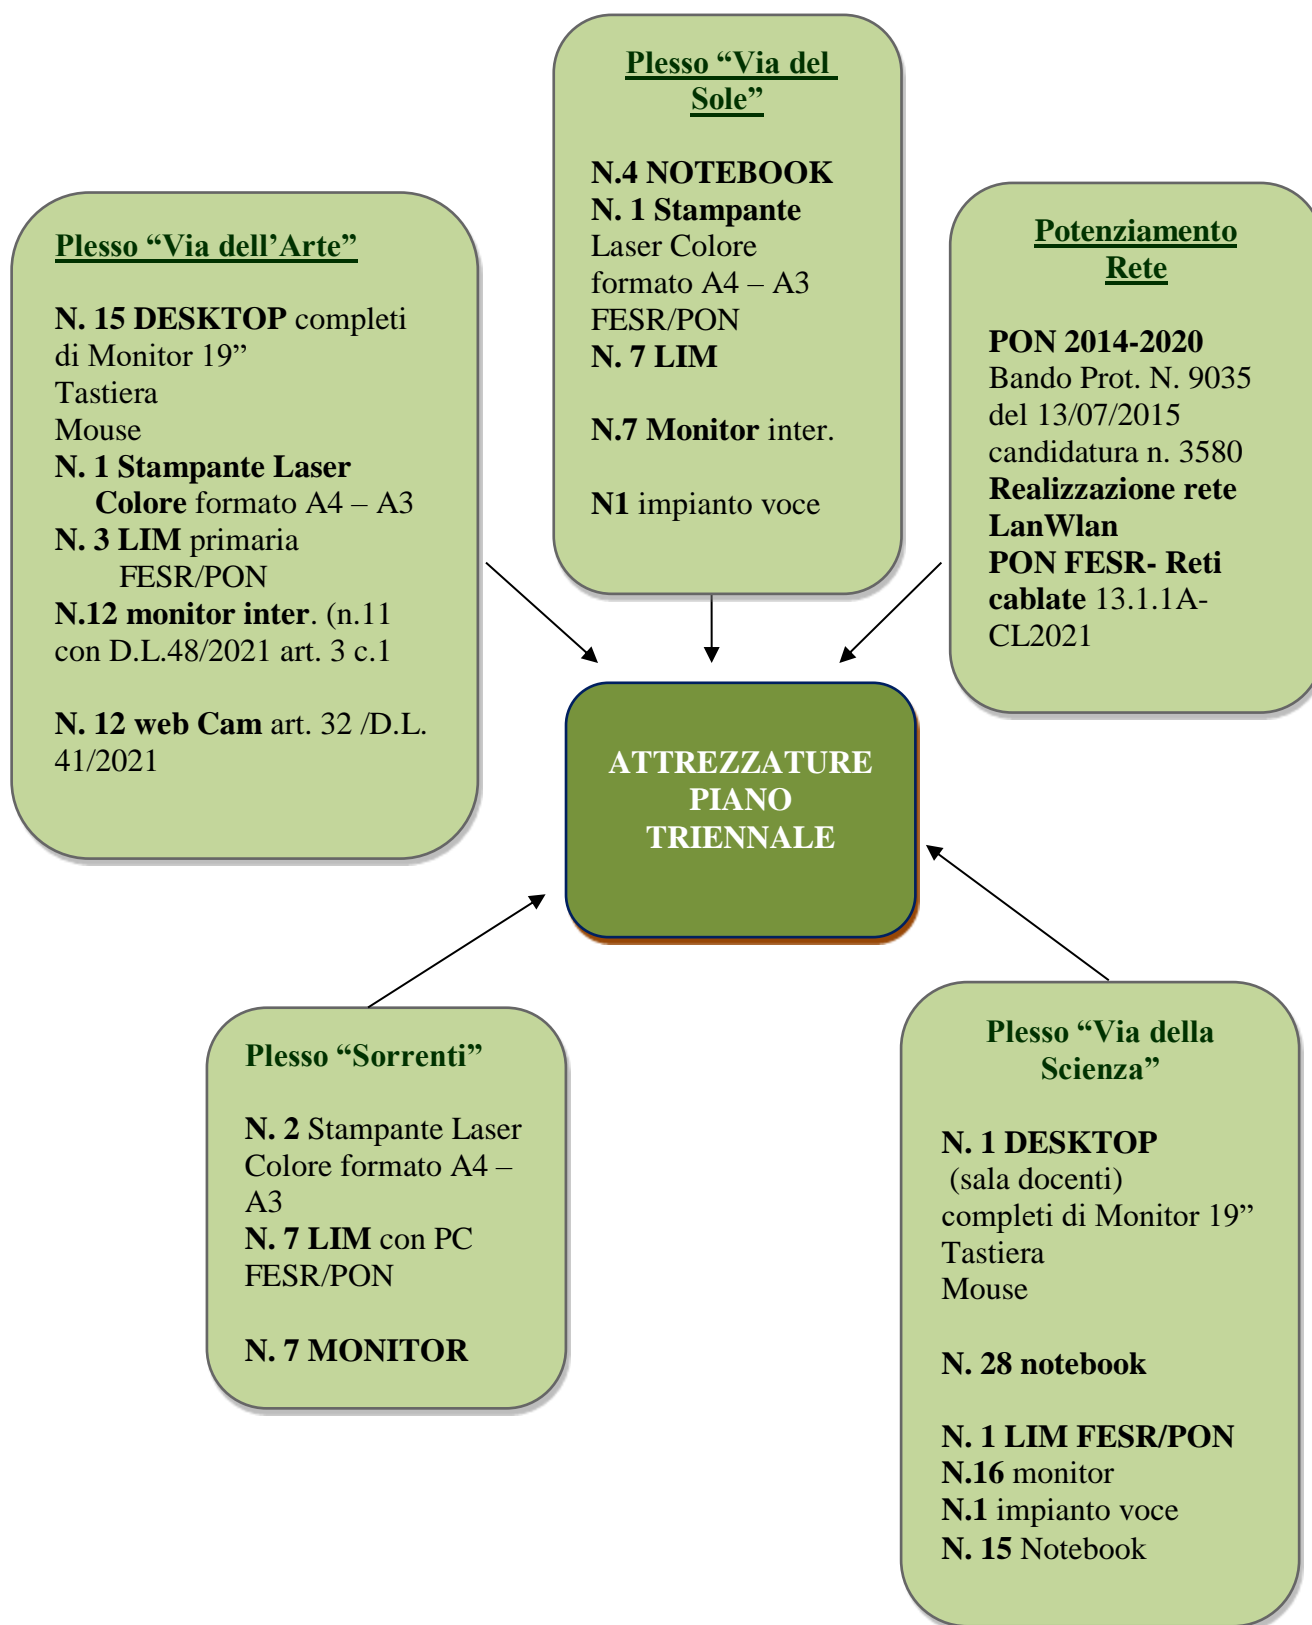 Plesso “Via del
Sole”
N.4 NOTEBOOK
N. 1 Stampante
Laser Colore
formato A4 – A3
FESR/PON
N. 7 LIM
N.7 Monitor inter.
N1 impianto voce
Plesso “Via dell’Arte”
N. 15 DESKTOP completi
di Monitor 19”
Tastiera
Mouse
N. 1 Stampante Laser
Colore formato A4 – A3
N. 3 LIM primaria
FESR/PON
N.12 monitor inter. (n.11
con D.L.48/2021 art. 3 c.1
N. 12 web Cam art. 32 /D.L.
41/2021
Potenziamento
Rete
PON 2014-2020
Bando Prot. N. 9035
del 13/07/2015
candidatura n. 3580
Realizzazione rete
LanWlan
PON FESR- Reti
cablate 13.1.1A-
CL2021
ATTREZZATURE
PIANO
TRIENNALE
Plesso “Sorrenti”
N. 2 Stampante Laser
Colore formato A4 –
A3
N. 7 LIM con PC
FESR/PON
N. 7 MONITOR
Plesso “Via della
Scienza”
N. 1 DESKTOP
(sala docenti)
completi di Monitor 19”
Tastiera
Mouse
N. 28 notebook
N. 1 LIM FESR/PON
N.16 monitor
N.1 impianto voce
N. 15 Notebook